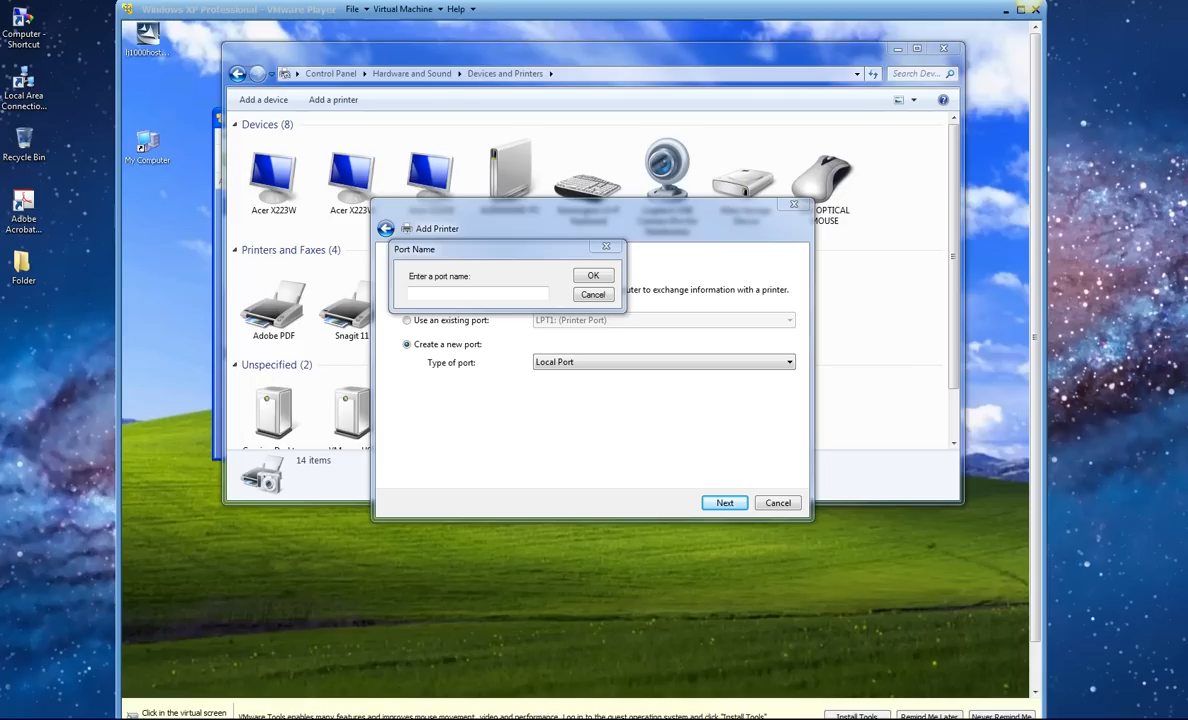 Windows XP Professional - VMware Player File Virtual Machine Help
Computer - Shortcut
lj1000host...
Local Area Connectio...
Recycle Bin
My Computer
Adobe Acrobat...
Folder
Control Panel Hardware and Sound Devices and Printers Search Dev...
Add a device Add a printer
Devices (8)
Acer X223W
Acer X223W
OPTICAL MOUSE
Printers and Faxes (4)
Adobe PDF
Snagit 11
Unspecified (2)
14 items
Add Printer
Port Name
Enter a port name:
OK
Cancel
uter to exchange information with a printer.
Use an existing port: LPT1: (Printer Port)
Create a new port:
Type of port: Local Port
Next Cancel
Click in the virtual screen
VMware Tools enables many features and improves mouse movement, video and performance. Log in to the guest operating system and click "Install Tools"
Install Tools Remind Me Later Never Remind Me